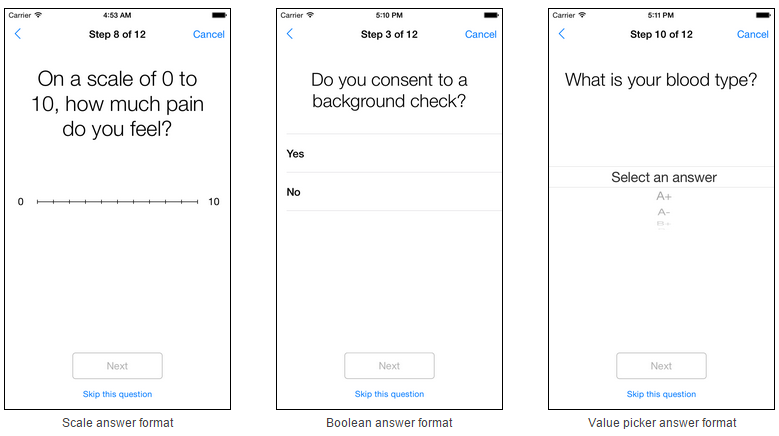 Carrier 4:53 AM
Step 8 of 12 Cancel
On a scale of 0 to
10, how much pain
do you feel?
0 10
Next
Skip this question
Scale answer format
Carrier 5:10 PM
Step 3 of 12 Cancel
Do you consent to a
background check?
Yes
No
Next
Skip this question
Boolean answer format
Carrier 5:11 PM
Step 10 of 12 Cancel
What is your blood type?
Select an answer
A+
A-
Next
Skip this question
Value picker answer format